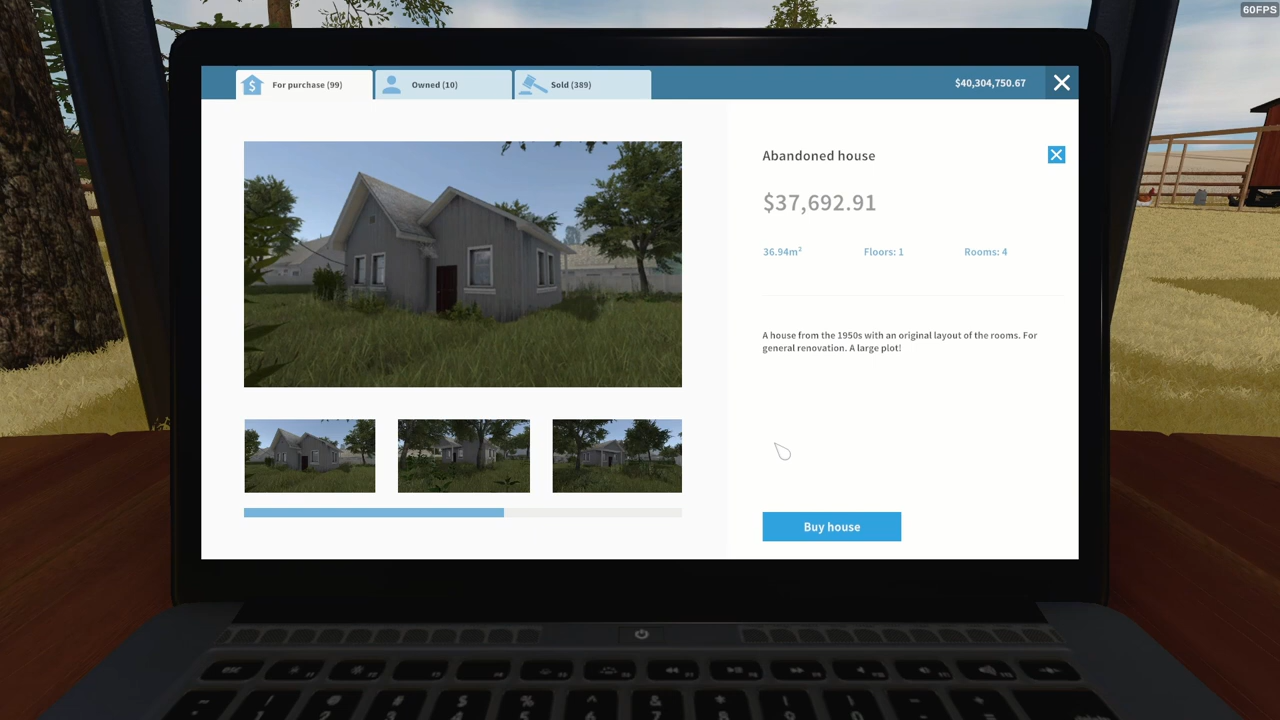 60FPS
For purchase (99)
Owned (10)
Sold (389)
$40,304,750.67
Abandoned house
$37,692.91
36.94m²
Floors: 1
Rooms: 4
A house from the 1950s with an original layout of the rooms. For
general renovation. A large plot!
Buy house